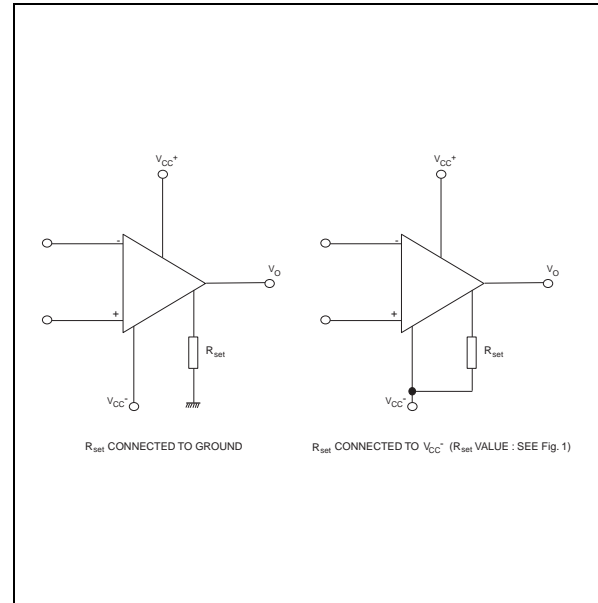 VCC+
VCC+
-
-
VO
VO
+
+
Rset
Rset
VCC-
VCC-
Rset CONNECTED TO GROUND
Rset CONNECTED TO VCC- (Rset VALUE : SEE Fig. 1)